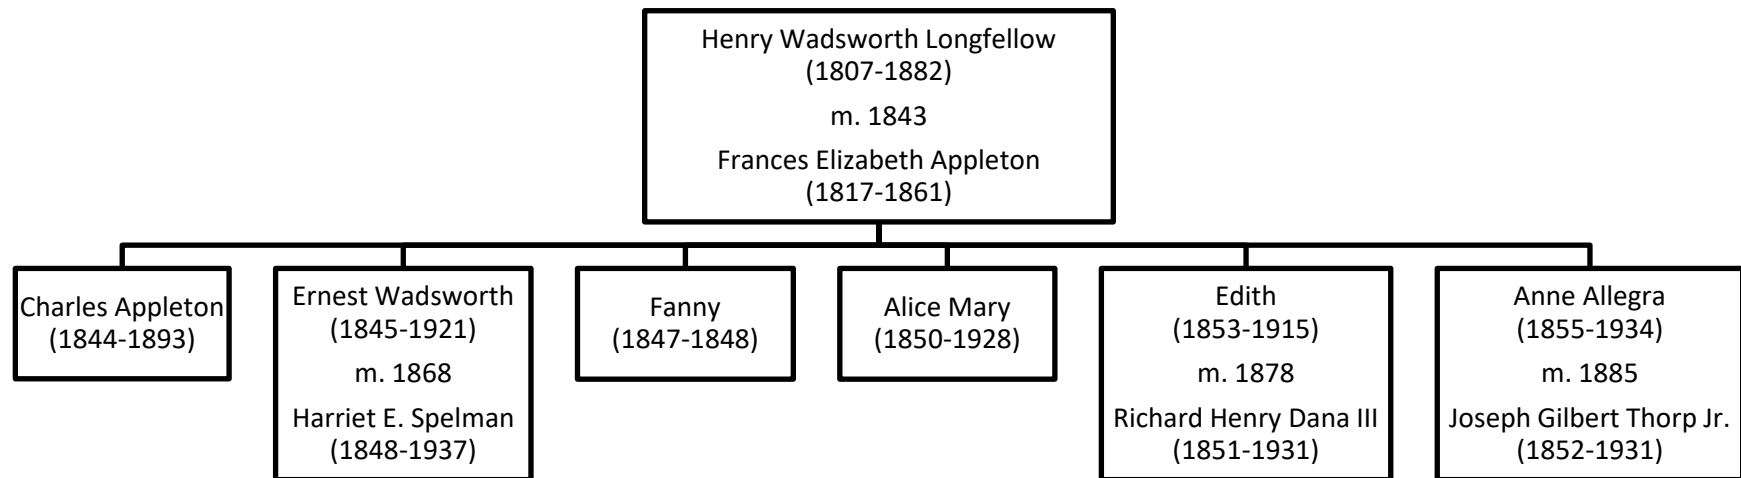 Henry Wadsworth Longfellow
(1807-1882)
m. 1843
Frances Elizabeth Appleton
(1817-1861)
Charles Appleton
(1844-1893)
Ernest Wadsworth
(1845-1921)
m. 1868
Harriet E. Spelman
(1848-1937)
Fanny
(1847-1848)
Alice Mary
(1850-1928)
Edith
(1853-1915)
m. 1878
Richard Henry Dana III
(1851-1931)
Anne Allegra
(1855-1934)
m. 1885
Joseph Gilbert Thorp Jr.
(1852-1931)